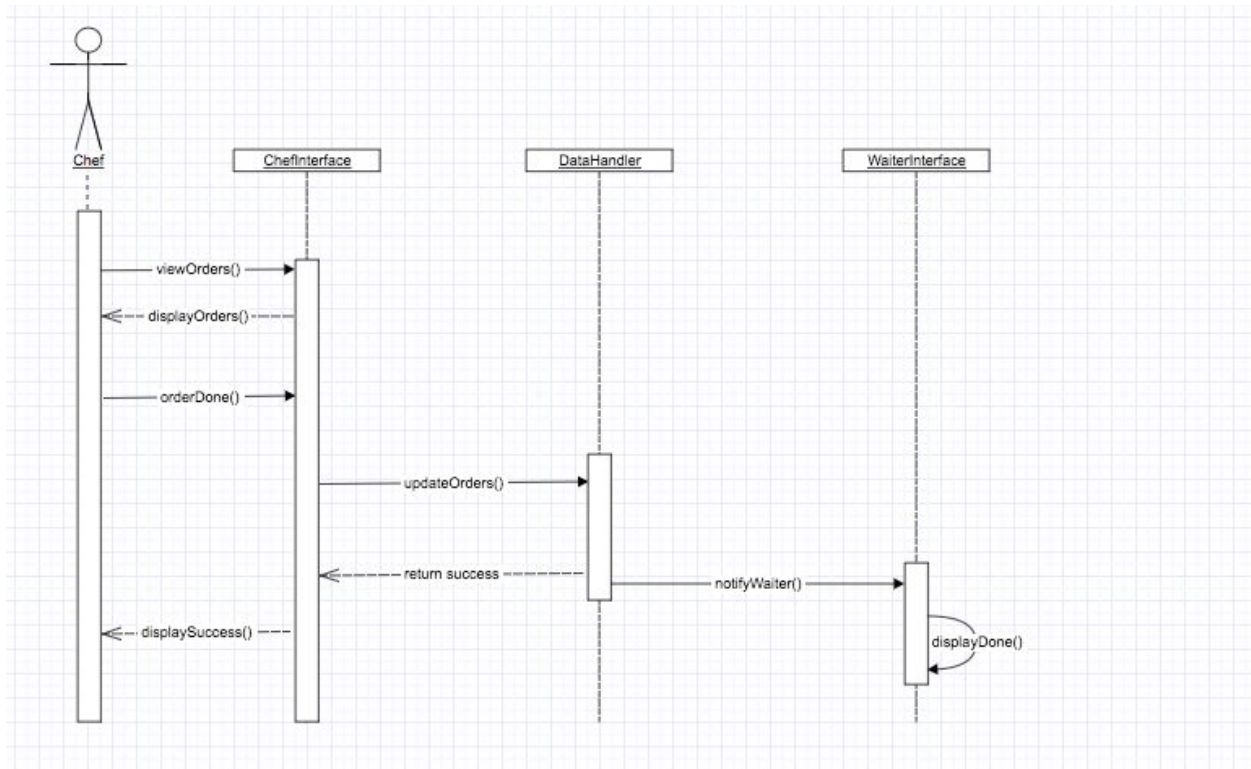 Chef
ChefInterface
DataHandler
WaiterInterface
viewOrders()
displayOrders()
orderDone()
updateOrders()
return success
notifyWaiter()
displaySuccess()
displayDone()